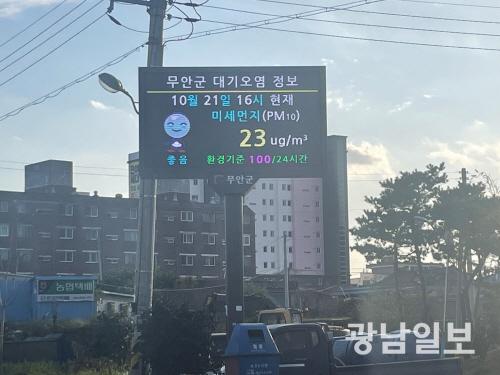 무안군 대기오염 정보
10월 21일 16시 현재
미세먼지(PM10)
23 ug/m³
좋음 환경기준 100/24시간
무안군
농협택배
광남일보